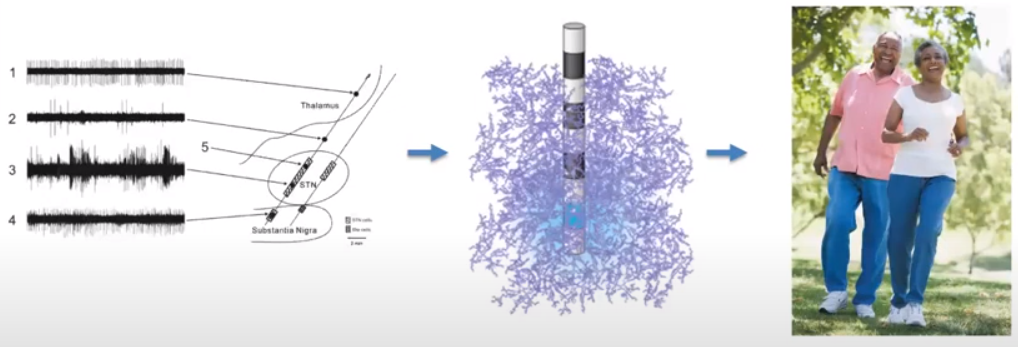 1
2
3
4
5
Thalamus
STN
Substantia Nigra
STN cells
SNr cells
2 mm